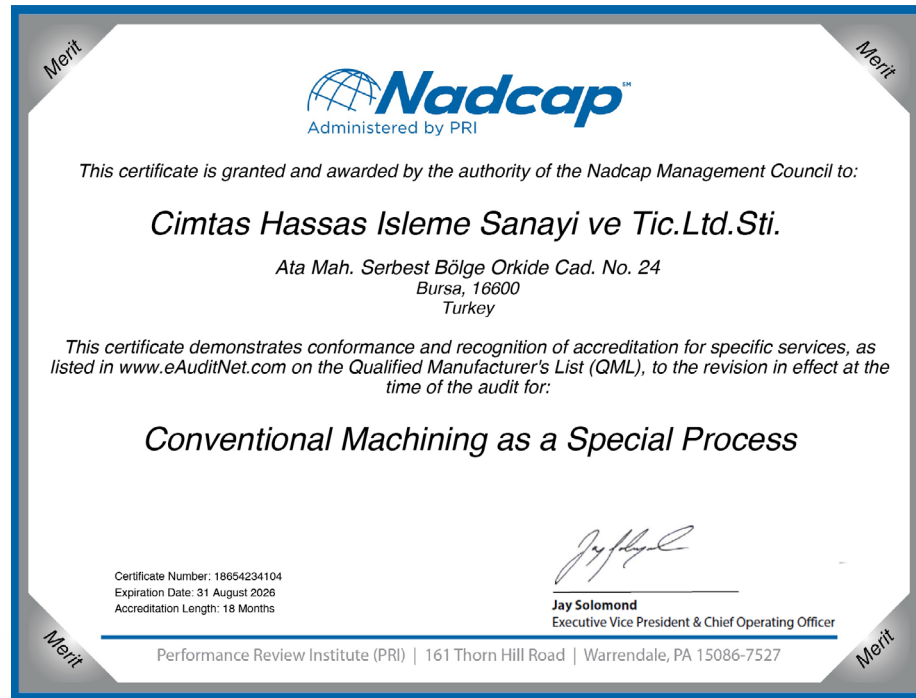 Merit
Merit
Nadcap℠
Administered by PRI
This certificate is granted and awarded by the authority of the Nadcap Management Council to:
Cimtas Hassas Isleme Sanayi ve Tic.Ltd.Sti.
Ata Mah. Serbest Bölge Orkide Cad. No. 24
Bursa, 16600
Turkey
This certificate demonstrates conformance and recognition of accreditation for specific services, as
listed in www.eAuditNet.com on the Qualified Manufacturer's List (QML), to the revision in effect at the
time of the audit for:
Conventional Machining as a Special Process
Certificate Number: 18654234104
Expiration Date: 31 August 2026
Accreditation Length: 18 Months
Jay Solomond
Executive Vice President & Chief Operating Officer
Merit
Performance Review Institute (PRI) | 161 Thorn Hill Road | Warrendale, PA 15086-7527
Merit